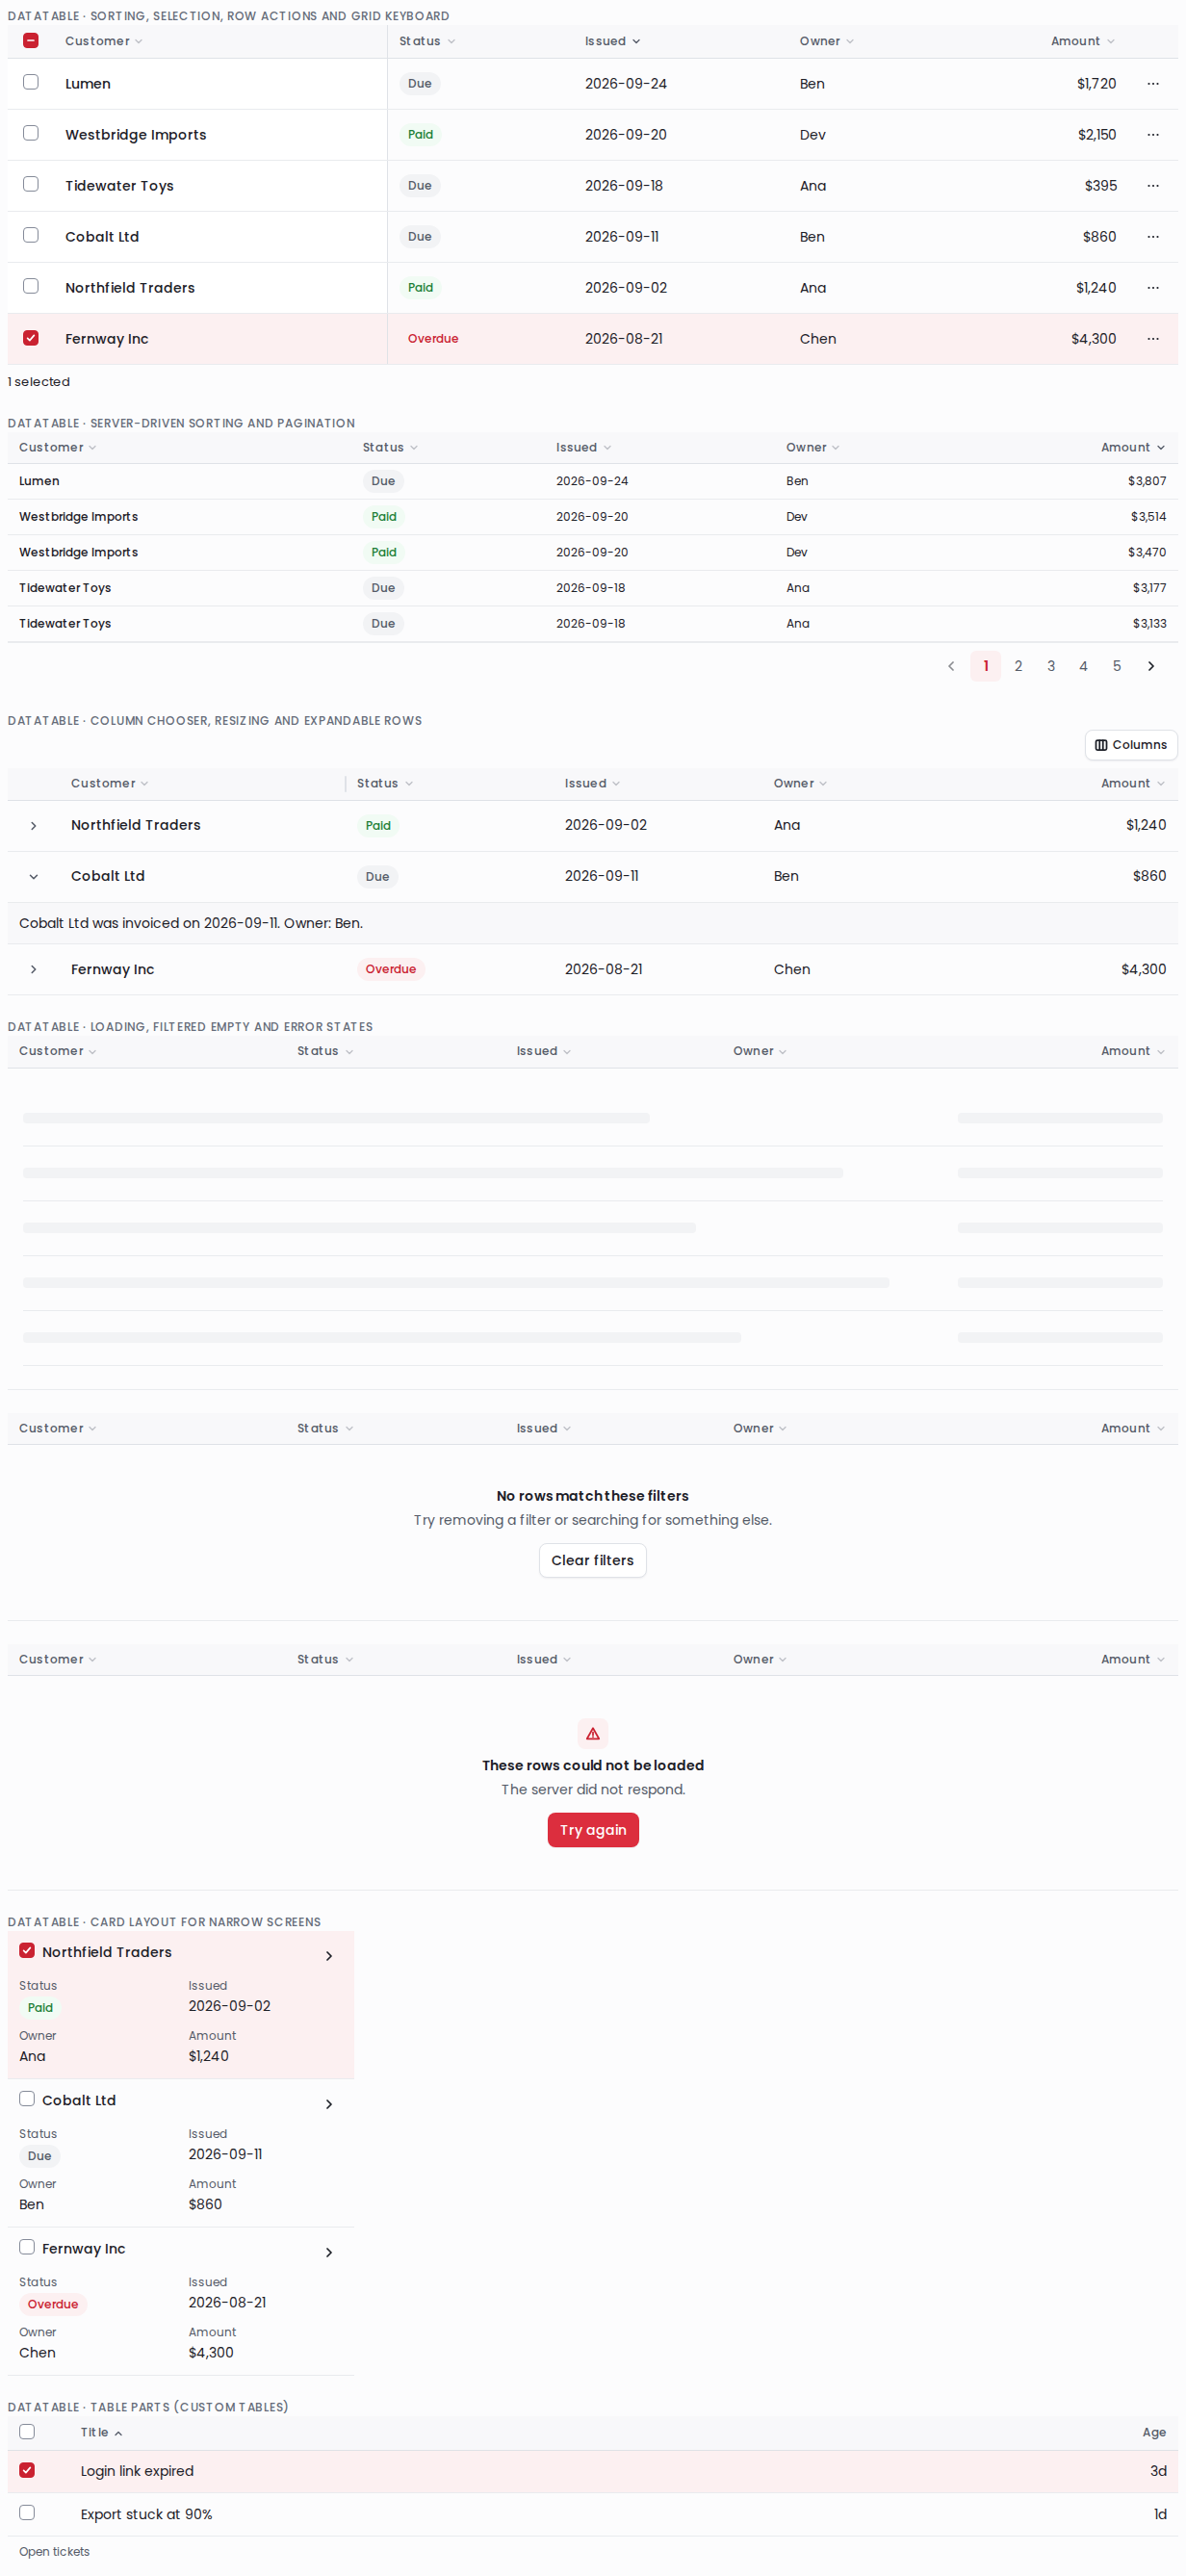 DATATABLE · SORTING, SELECTION, ROW ACTIONS AND GRID KEYBOARD
Customer Status Issued Owner Amount
Lumen Due 2026-09-24 Ben $1,720
Westbridge Imports Paid 2026-09-20 Dev $2,150
Tidewater Toys Due 2026-09-18 Ana $395
Cobalt Ltd Due 2026-09-11 Ben $860
Northfield Traders Paid 2026-09-02 Ana $1,240
Fernway Inc Overdue 2026-08-21 Chen $4,300
1 selected
DATATABLE · SERVER-DRIVEN SORTING AND PAGINATION
Customer Status Issued Owner Amount
Lumen Due 2026-09-24 Ben $3,807
Westbridge Imports Paid 2026-09-20 Dev $3,514
Westbridge Imports Paid 2026-09-20 Dev $3,470
Tidewater Toys Due 2026-09-18 Ana $3,177
Tidewater Toys Due 2026-09-18 Ana $3,133
1 2 3 4 5
DATATABLE · COLUMN CHOOSER, RESIZING AND EXPANDABLE ROWS
Columns
Customer Status Issued Owner Amount
Northfield Traders Paid 2026-09-02 Ana $1,240
Cobalt Ltd Due 2026-09-11 Ben $860
Cobalt Ltd was invoiced on 2026-09-11. Owner: Ben.
Fernway Inc Overdue 2026-08-21 Chen $4,300
DATATABLE · LOADING, FILTERED EMPTY AND ERROR STATES
Customer Status Issued Owner Amount
Customer Status Issued Owner Amount
No rows match these filters
Try removing a filter or searching for something else.
Clear filters
Customer Status Issued Owner Amount
These rows could not be loaded
The server did not respond.
Try again
DATATABLE · CARD LAYOUT FOR NARROW SCREENS
Northfield Traders
Status Issued
Paid 2026-09-02
Owner Amount
Ana $1,240
Cobalt Ltd
Status Issued
Due 2026-09-11
Owner Amount
Ben $860
Fernway Inc
Status Issued
Overdue 2026-08-21
Owner Amount
Chen $4,300
DATATABLE · TABLE PARTS (CUSTOM TABLES)
Title Age
Login link expired 3d
Export stuck at 90% 1d
Open tickets